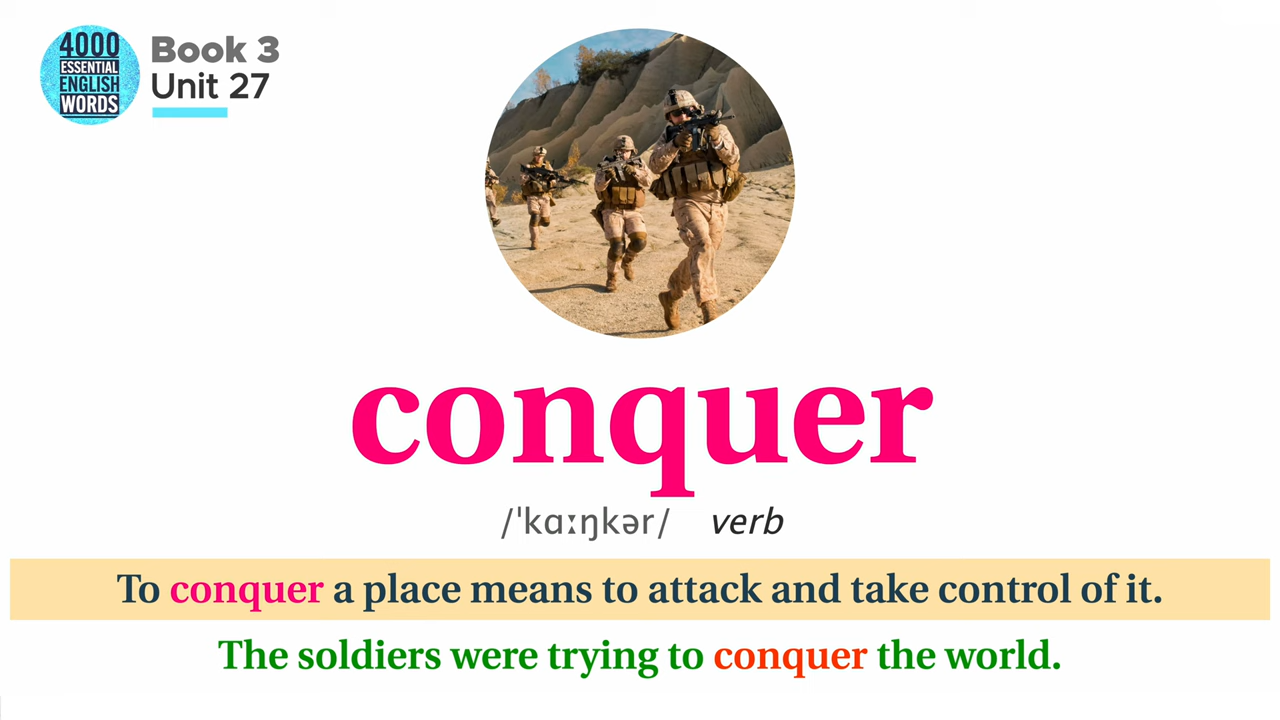 4000
ESSENTIAL
ENGLISH
WORDS
Book 3
Unit 27
conquer
/ˈkɑːŋkər/ verb
To conquer a place means to attack and take control of it.
The soldiers were trying to conquer the world.